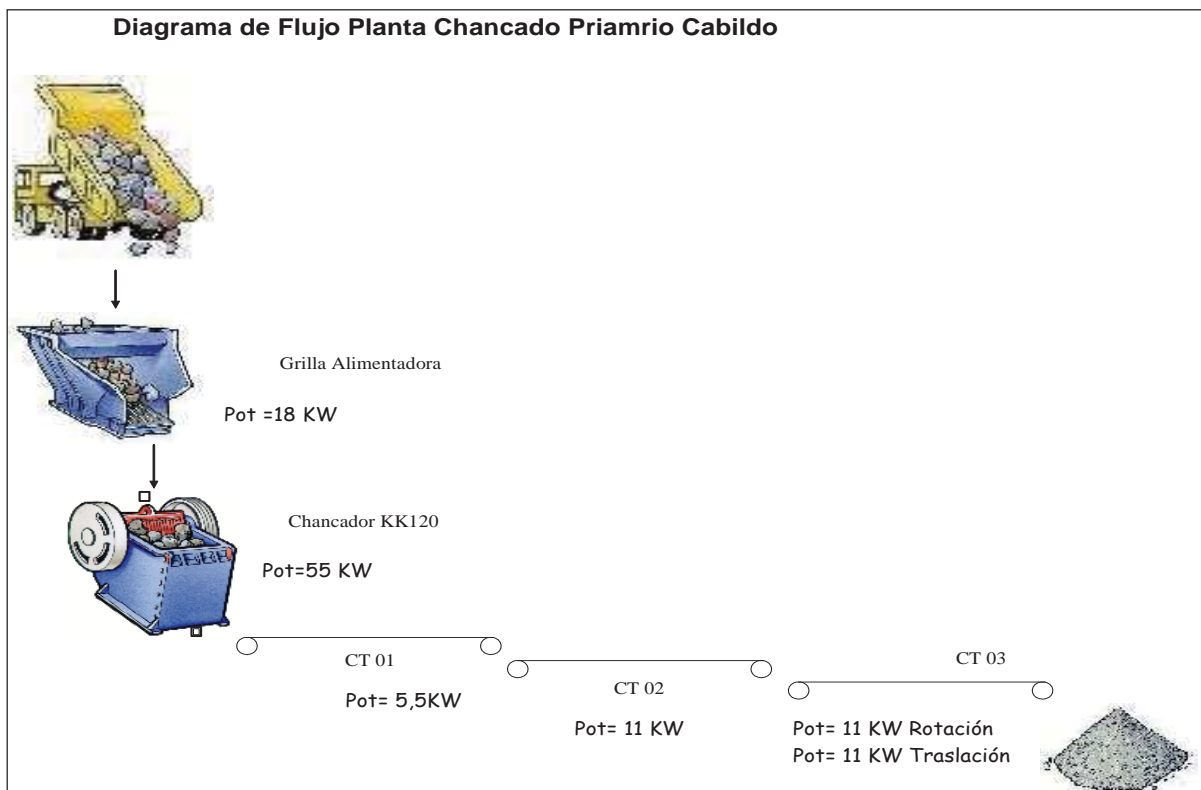 Diagrama de Flujo Planta Chancado Priamrio Cabildo
Grilla Alimentadora
Pot =18 KW
Chancador KK120
Pot=55 KW
CT 01
Pot= 5,5KW
CT 02
Pot= 11 KW
CT 03
Pot= 11 KW Rotación
Pot= 11 KW Traslación